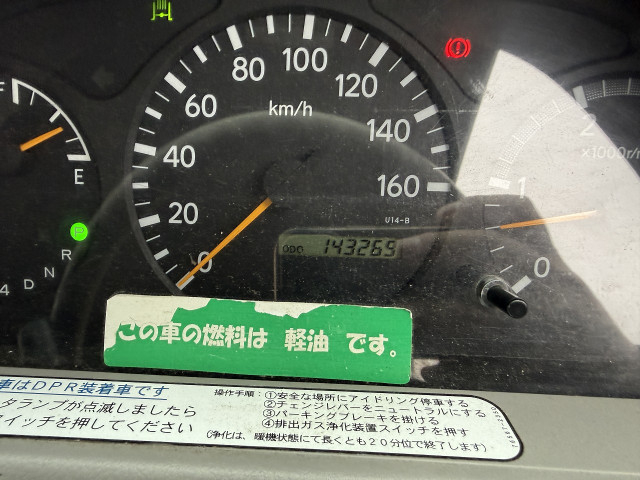 F
E
P
R
N
D
4
0
20
40
60
80
100
120
140
160
km/h
U14-B
ODO 143265
2
×1000r/m
1
0
この車の燃料は 軽油 です。
車はDPR装着車です
タランプが点滅しましたら
スイッチを押してください
操作手順：①安全な場所にアイドリング停車する
②チェンジレバーをニュートラルにする
③パーキングブレーキを掛ける
④排出ガス浄化装置スイッチを押す
(浄化は、暖機状態にて長くとも20分位で終了します)